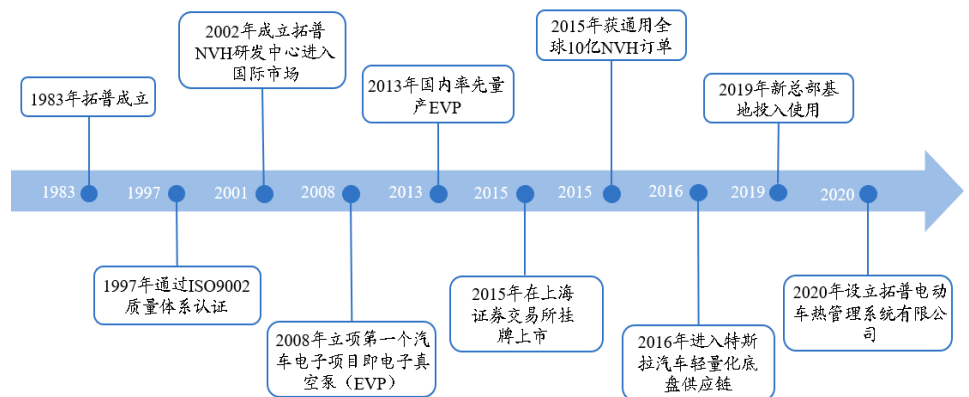 2002年成立拓普
NVH研发中心进入
国际市场
2015年获通用全
球10亿NVH订单
1983年拓普成立
2013年国内率先量
产EVP
2019年新总部基
地投入使用
1983
1997
2001
2008
2013
2015
2015
2016
2019
2020
1997年通过ISO9002
质量体系认证
2008年立项第一个汽
车电子项目即电子真
空泵（EVP）
2015年在上海
证券交易所挂
牌上市
2016年进入特斯
拉汽车轻量化底
盘供应链
2020年设立拓普电动
车热管理系统有限公
司